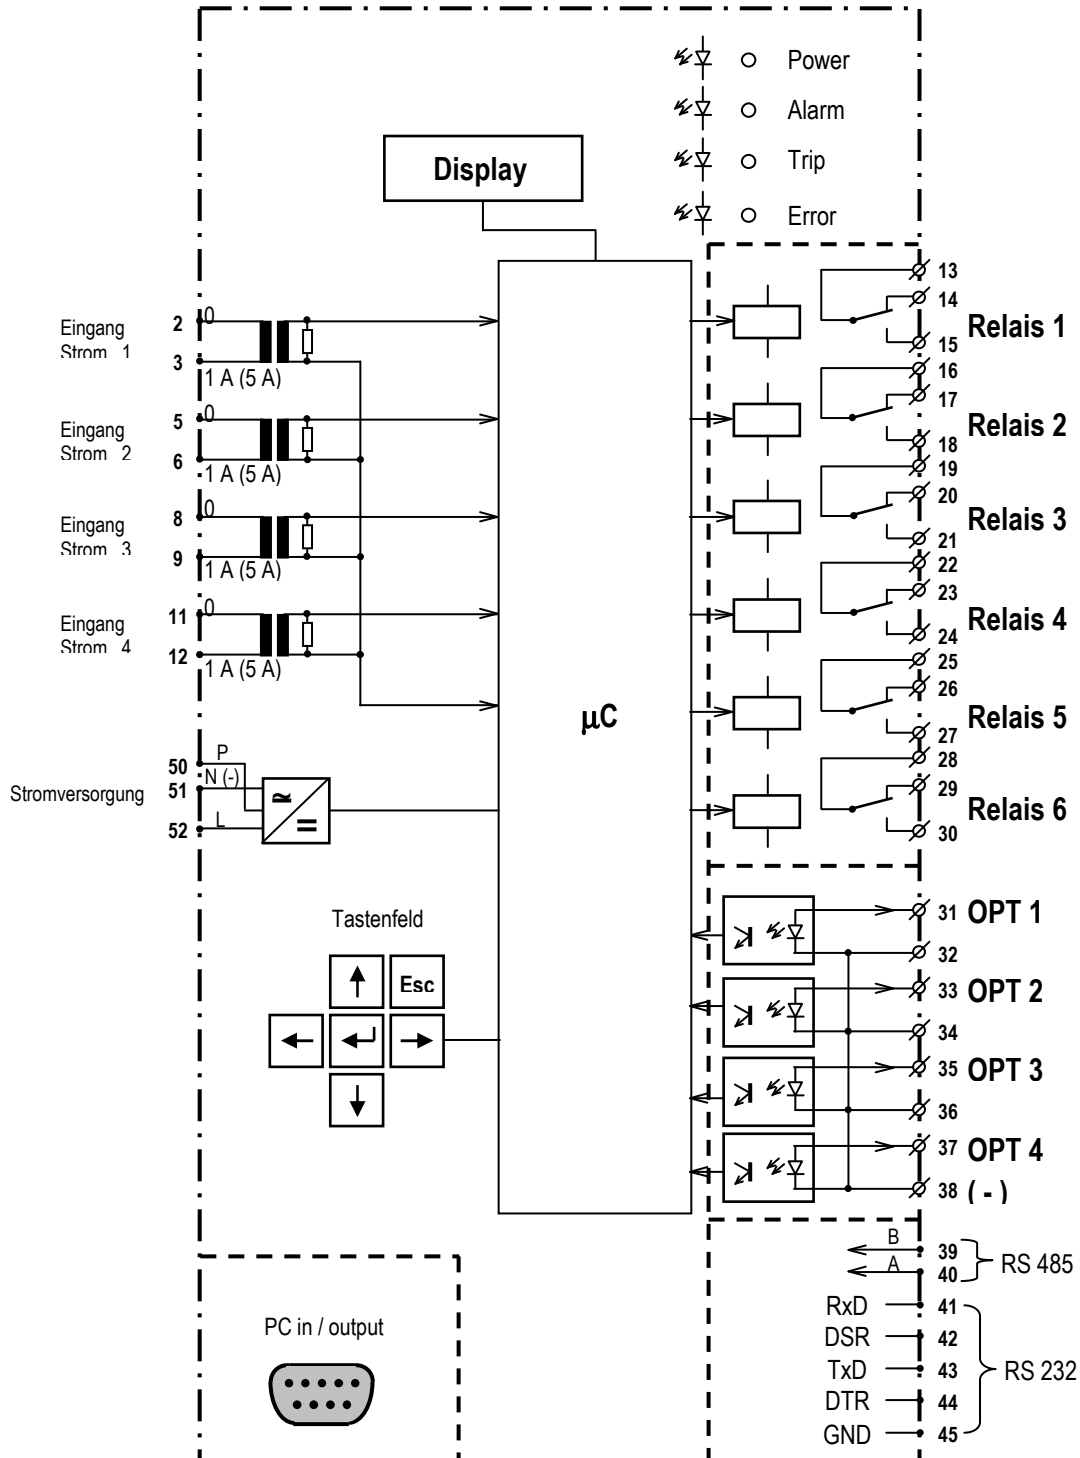 Power
Alarm
Trip
Error
Display
Eingang
Strom 1
2
0
3
1 A (5 A)
Eingang
Strom 2
5
0
6
1 A (5 A)
Eingang
Strom 3
8
0
9
1 A (5 A)
Eingang
Strom 4
11
0
12
1 A (5 A)
Stromversorgung
50
P
51
N (-)
52
L
µC
13
14
15
Relais 1
16
17
18
Relais 2
19
20
21
Relais 3
22
23
24
Relais 4
25
26
27
Relais 5
28
29
30
Relais 6
Tastenfeld
Esc
31 OPT 1
32
33 OPT 2
34
35 OPT 3
36
37 OPT 4
38 ( - )
B 39
A 40
RS 485
RxD 41
DSR 42
TxD 43
DTR 44
GND 45
RS 232
PC in / output